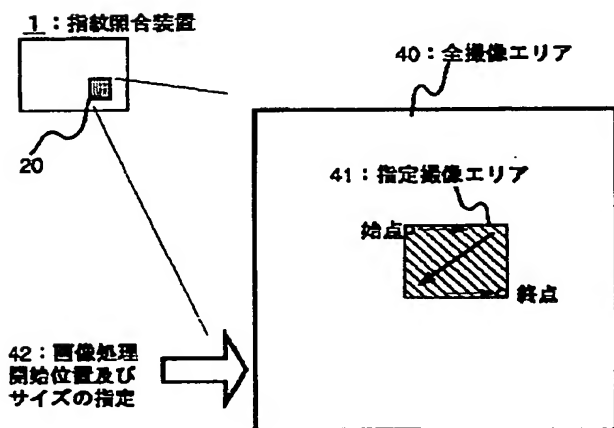 1：指紋照合装置
20
40：全撮像エリア
41：指定撮像エリア
始点
終点
42：画像処理
開始位置及び
サイズの指定